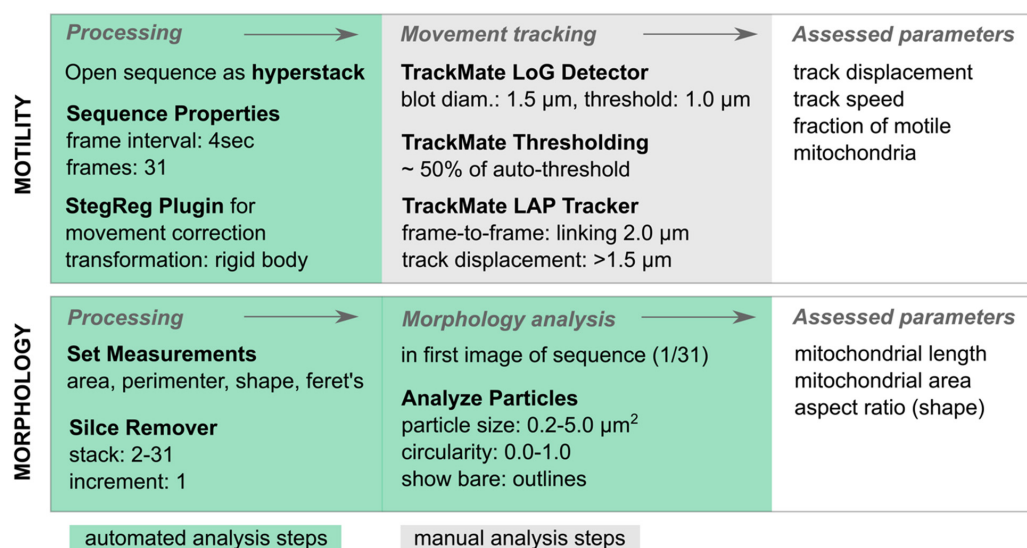 MOTILITY
Processing
Open sequence as hyperstack
Sequence Properties
frame interval: 4sec
frames: 31
StegReg Plugin for
movement correction
transformation: rigid body
Movement tracking
TrackMate LoG Detector
blot diam.: 1.5 µm, threshold: 1.0 µm
TrackMate Thresholding
~ 50% of auto-threshold
TrackMate LAP Tracker
frame-to-frame: linking 2.0 µm
track displacement: >1.5 µm
Assessed parameters
track displacement
track speed
fraction of motile
mitochondria
MORPHOLOGY
Processing
Set Measurements
area, perimenter, shape, feret's
Silce Remover
stack: 2-31
increment: 1
Morphology analysis
in first image of sequence (1/31)
Analyze Particles
particle size: 0.2-5.0 µm²
circularity: 0.0-1.0
show bare: outlines
Assessed parameters
mitochondrial length
mitochondrial area
aspect ratio (shape)
automated analysis steps
manual analysis steps